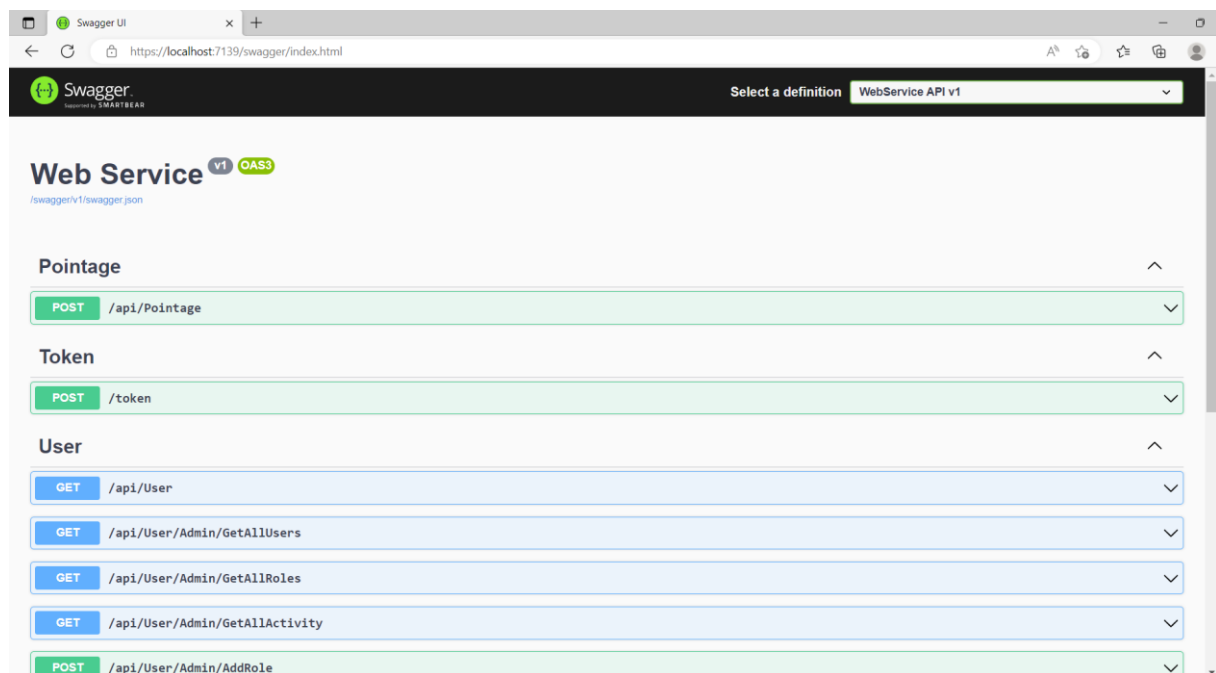 Swagger UI
https://localhost:7139/swagger/index.html
Swagger.
Supported by SMARTBEAR
Select a definition
WebService API v1
Web Service v1 OAS3
/swagger/v1/swagger.json
Pointage
POST /api/Pointage
Token
POST /token
User
GET /api/User
GET /api/User/Admin/GetAllUsers
GET /api/User/Admin/GetAllRoles
GET /api/User/Admin/GetAllActivity
POST /api/User/Admin/AddRole